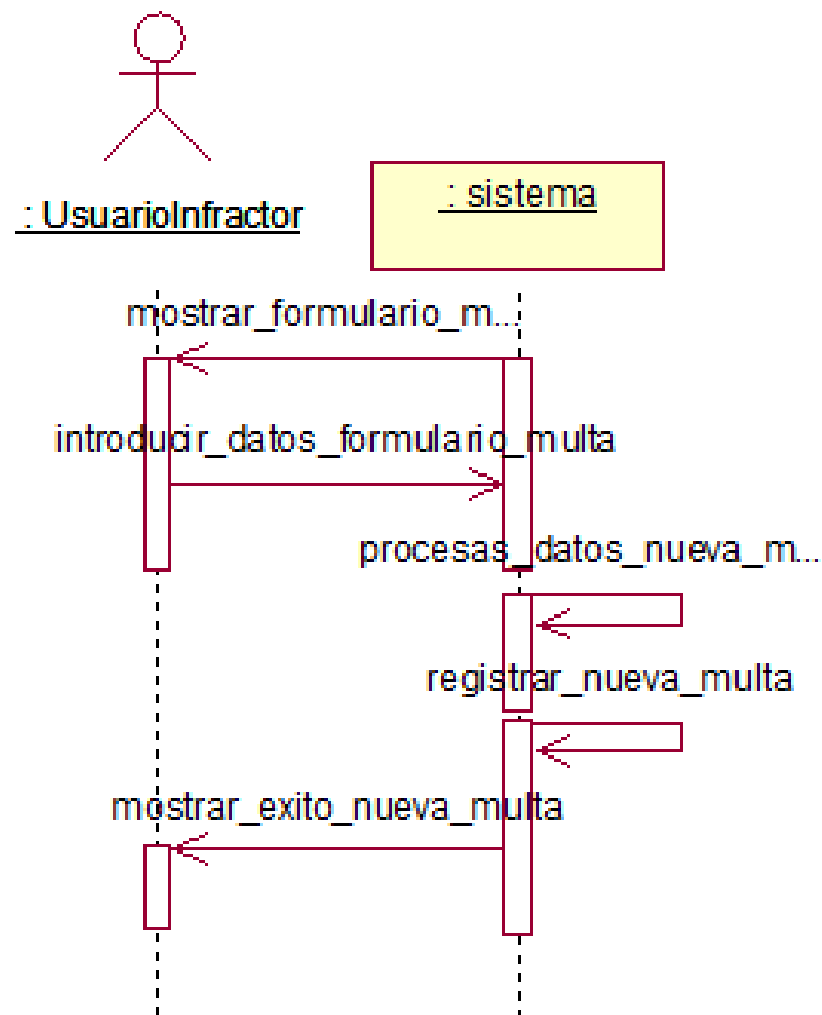 : UsuarioInfractor
: sistema
mostrar_formulario_m...
introducir_datos_formulario_multa
procesas_datos_nueva_m...
registrar_nueva_multa
mostrar_exito_nueva_multa